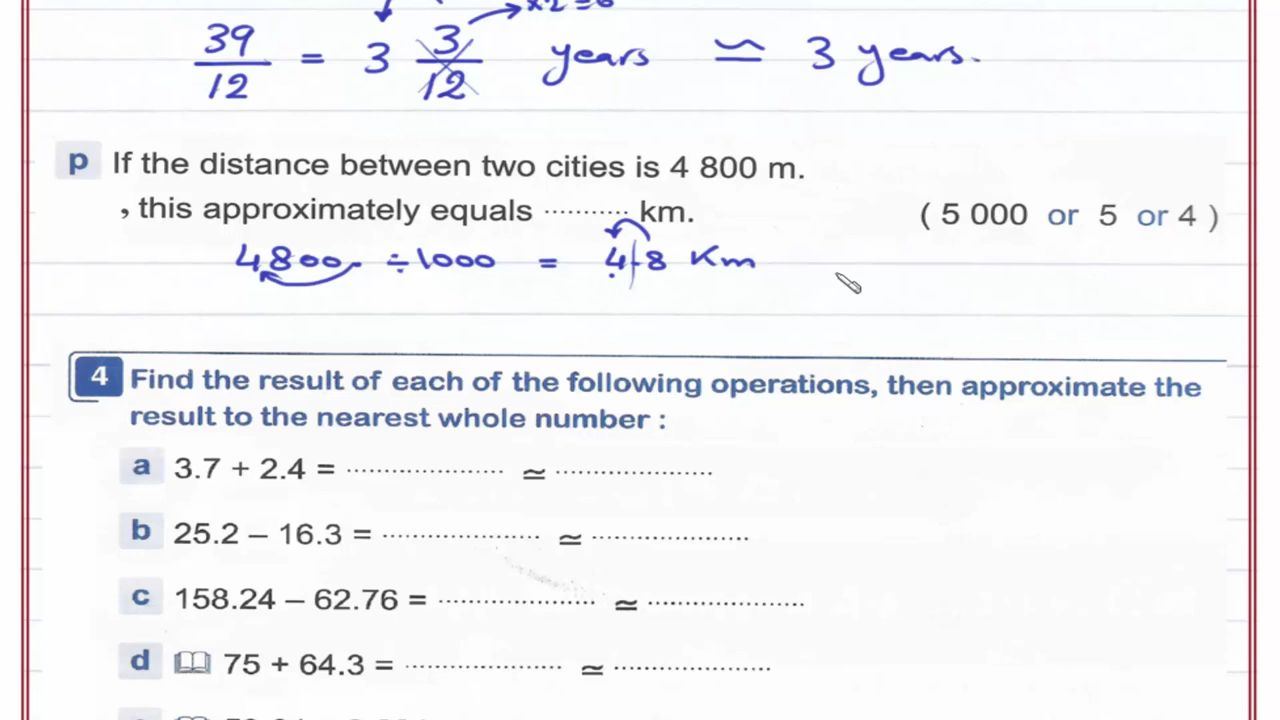 39/12 = 3 3/12 years ≃ 3 years.
p If the distance between two cities is 4 800 m.
, this approximately equals .......... km. ( 5 000 or 5 or 4 )
4800 ÷ 1000 = 4.8 Km
4 Find the result of each of the following operations, then approximate the
result to the nearest whole number :
a 3.7 + 2.4 = .................... ≃ ....................
b 25.2 – 16.3 = .................... ≃ ....................
c 158.24 – 62.76 = .................... ≃ ....................
d 75 + 64.3 = .................... ≃ ....................